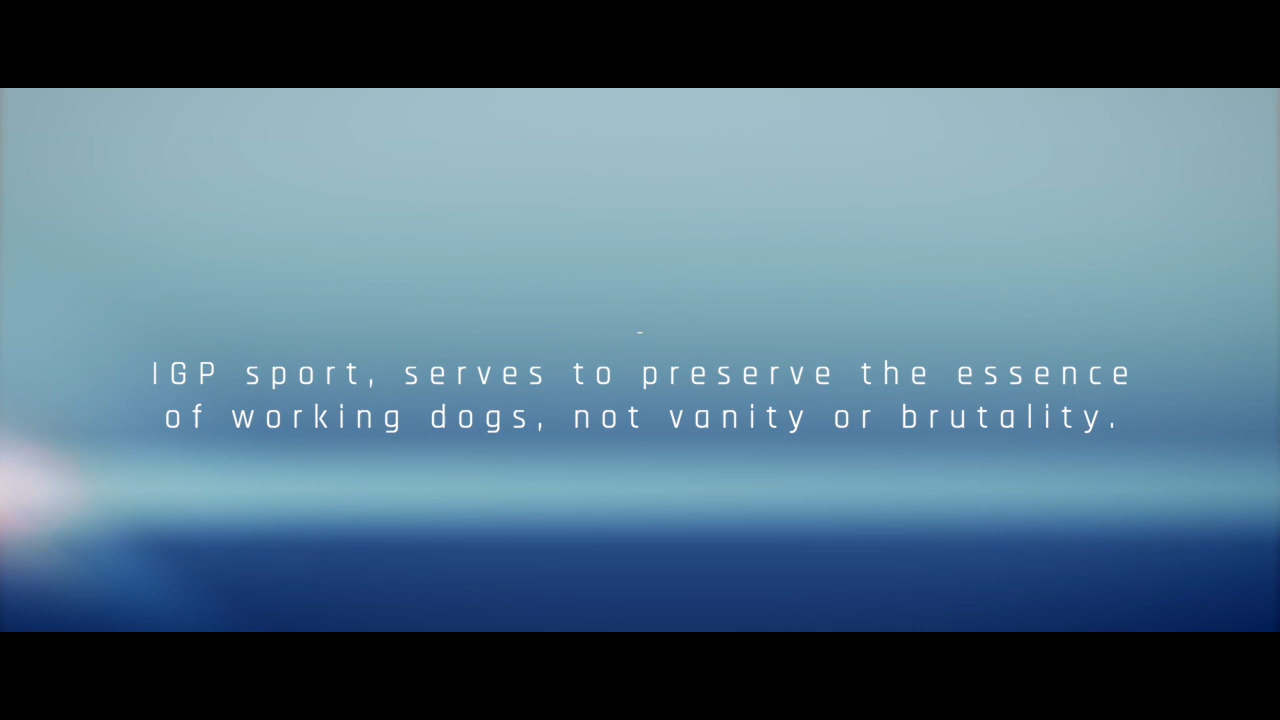 -
IGP sport, serves to preserve the essence
of working dogs, not vanity or brutality.